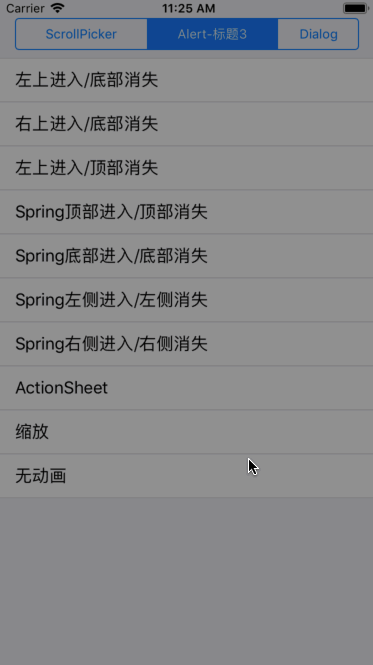 Carrier 11:25 AM
ScrollPicker Alert-标题3 Dialog
左上进入/底部消失
右上进入/底部消失
左上进入/顶部消失
Spring顶部进入/顶部消失
Spring底部进入/底部消失
Spring左侧进入/左侧消失
Spring右侧进入/右侧消失
ActionSheet
缩放
无动画